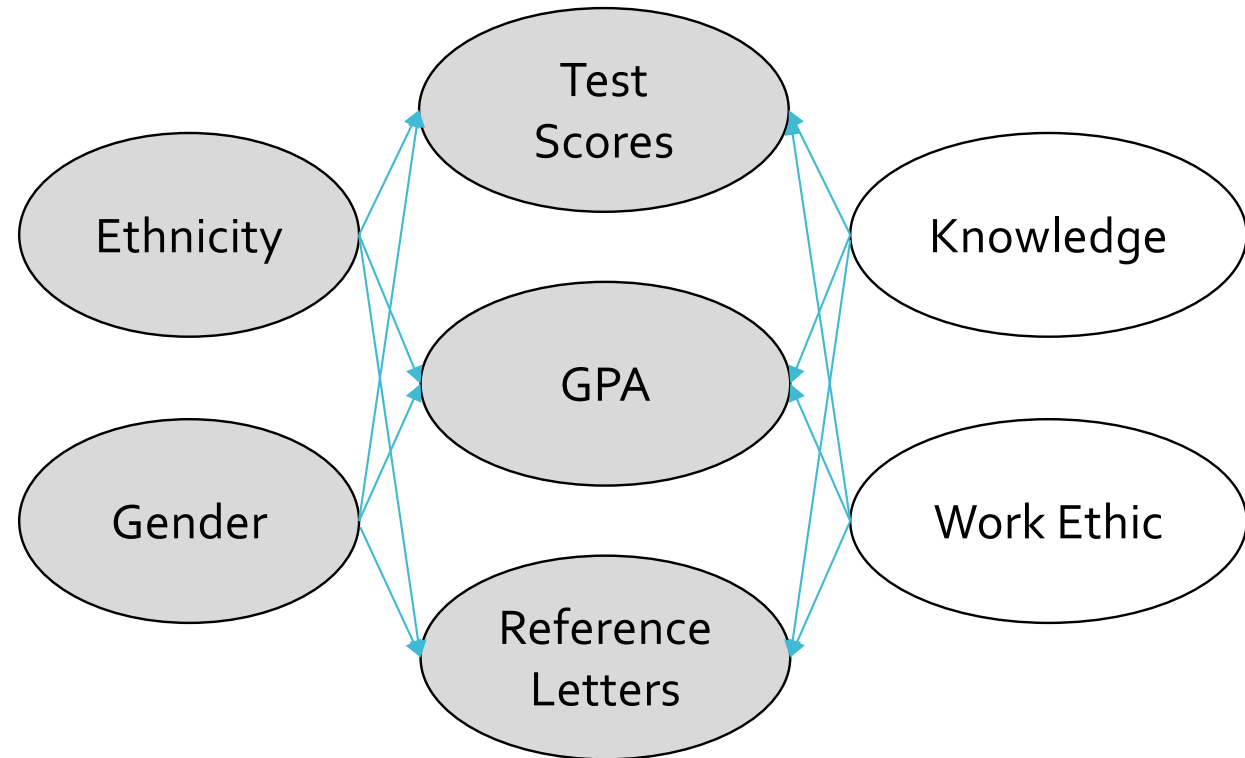 Test
Scores
Ethnicity
Knowledge
GPA
Gender
Work Ethic
Reference
Letters